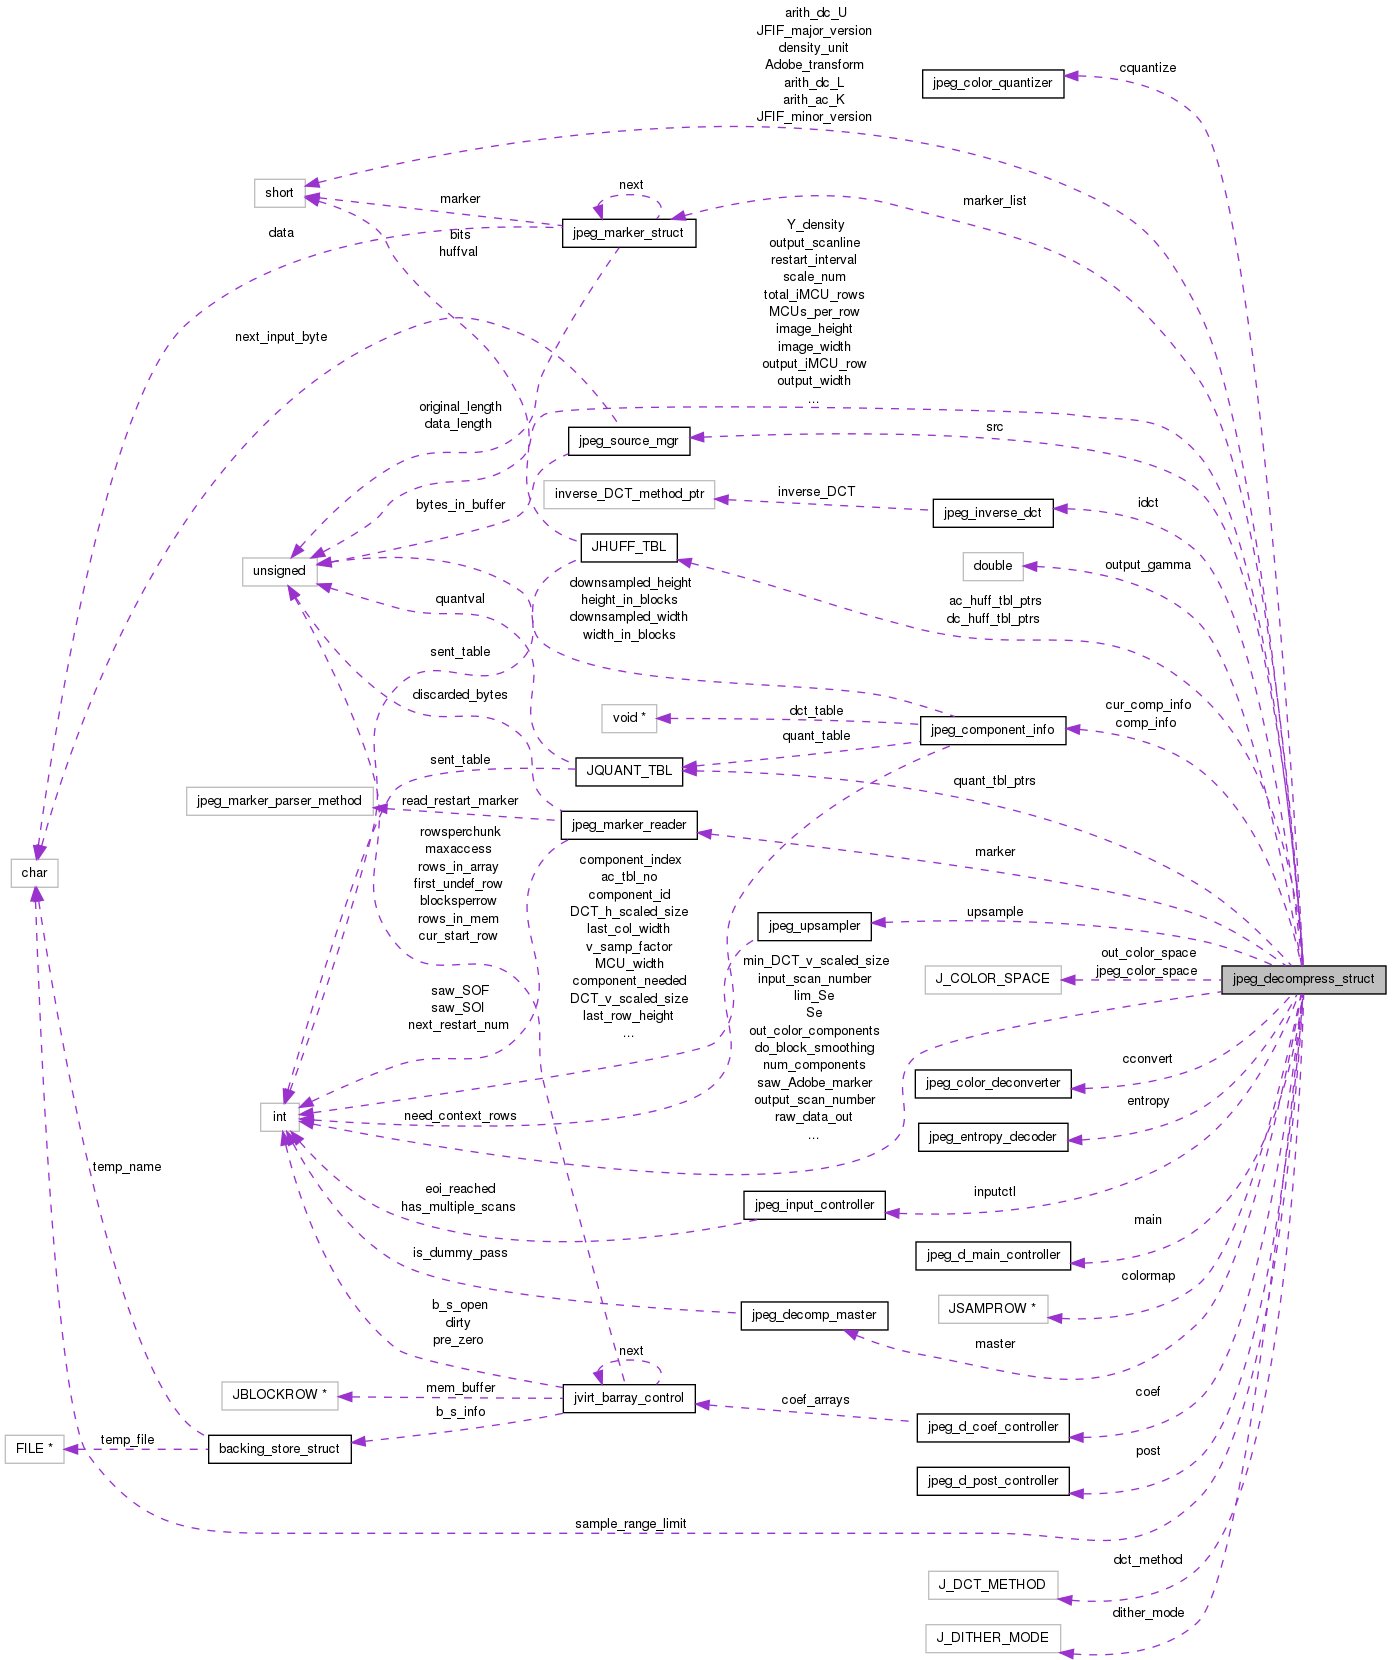 arith_dc_U
JFIF_major_version
density_unit
Adobe_transform
arith_dc_L
arith_ac_K
JFIF_minor_version
cquantize
jpeg_color_quantizer
short
marker
next
jpeg_marker_struct
marker_list
data
bits
huffval
Y_density
output_scanline
restart_interval
scale_num
total_iMCU_rows
MCUs_per_row
image_height
image_width
output_iMCU_row
output_width
...
next_input_byte
original_length
data_length
jpeg_source_mgr
src
inverse_DCT_method_ptr
inverse_DCT
jpeg_inverse_dct
idct
bytes_in_buffer
JHUFF_TBL
unsigned
double
output_gamma
quantval
downsampled_height
height_in_blocks
downsampled_width
width_in_blocks
ac_huff_tbl_ptrs
dc_huff_tbl_ptrs
sent_table
discarded_bytes
void *
dct_table
jpeg_component_info
cur_comp_info
comp_info
quant_table
sent_table
JQUANT_TBL
quant_tbl_ptrs
jpeg_marker_parser_method
read_restart_marker
jpeg_marker_reader
marker
char
rowsperchunk
maxaccess
rows_in_array
first_undef_row
blocksperrow
rows_in_mem
cur_start_row
component_index
ac_tbl_no
component_id
DCT_h_scaled_size
last_col_width
v_samp_factor
MCU_width
component_needed
DCT_v_scaled_size
last_row_height
...
jpeg_upsampler
upsample
min_DCT_v_scaled_size
input_scan_number
lim_Se
Se
out_color_components
do_block_smoothing
num_components
saw_Adobe_marker
output_scan_number
raw_data_out
...
J_COLOR_SPACE
out_color_space
jpeg_color_space
jpeg_decompress_struct
saw_SOF
saw_SOI
next_restart_num
jpeg_color_deconverter
cconvert
int
need_context_rows
jpeg_entropy_decoder
entropy
temp_name
eoi_reached
has_multiple_scans
jpeg_input_controller
inputctl
is_dummy_pass
jpeg_d_main_controller
main
JSAMPROW *
colormap
b_s_open
dirty
pre_zero
jpeg_decomp_master
master
next
JBLOCKROW *
mem_buffer
jvirt_barray_control
coef_arrays
coef
b_s_info
jpeg_d_coef_controller
FILE *
temp_file
backing_store_struct
post
jpeg_d_post_controller
sample_range_limit
dct_method
J_DCT_METHOD
dither_mode
J_DITHER_MODE